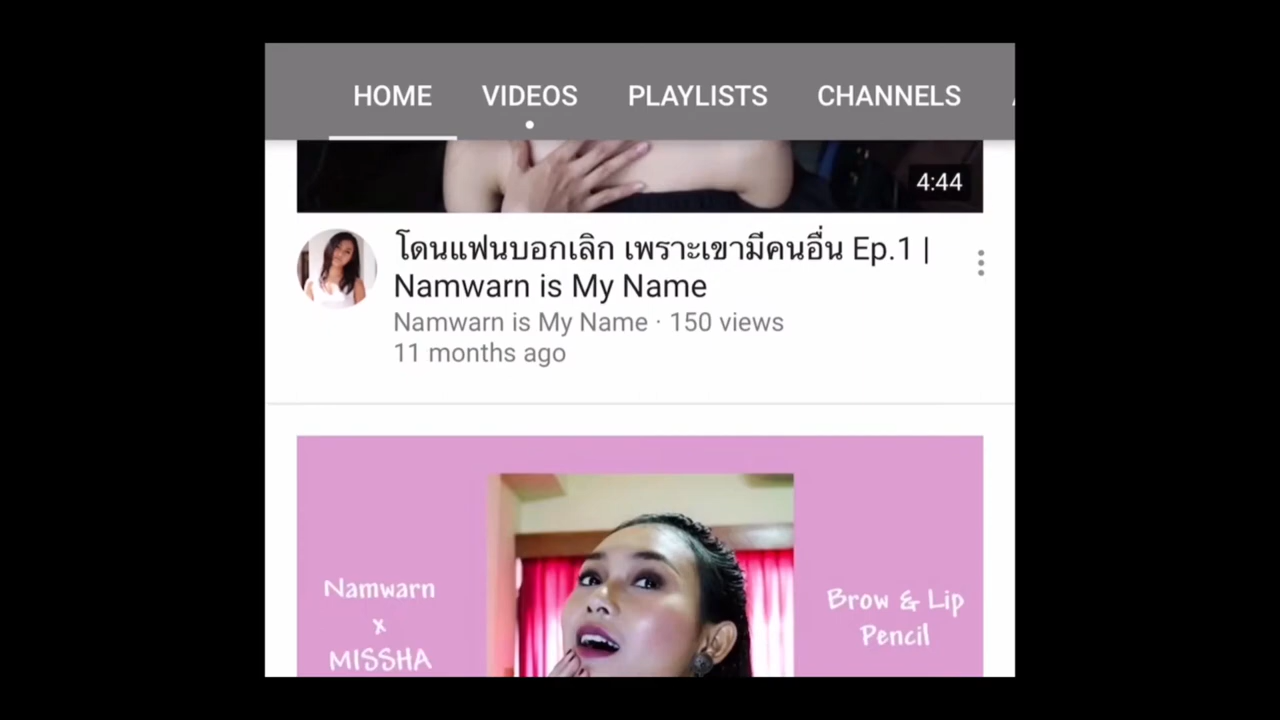 HOME VIDEOS PLAYLISTS CHANNELS
4:44
โดนแฟนบอกเลิก เพราะเขามีคนอื่น Ep.1 |
Namwarn is My Name
Namwarn is My Name · 150 views
11 months ago
Namwarn
x
MISSHA
Brow & Lip
Pencil